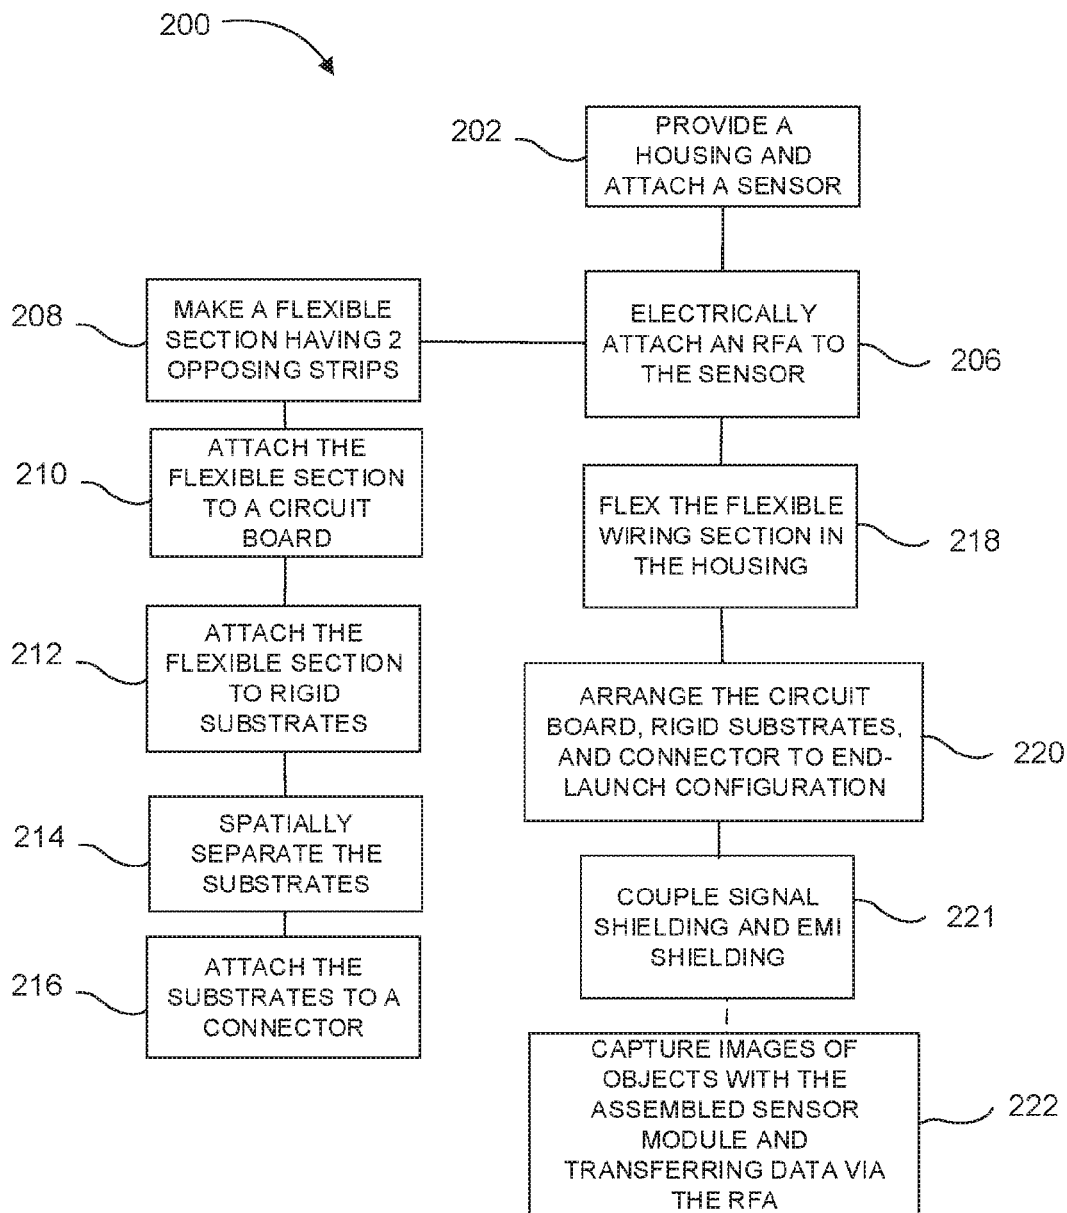 200
202
PROVIDE A
HOUSING AND
ATTACH A SENSOR
208
MAKE A FLEXIBLE
SECTION HAVING 2
OPPOSING STRIPS
ELECTRICALLY
ATTACH AN RFA TO
THE SENSOR
206
210
ATTACH THE
FLEXIBLE SECTION
TO A CIRCUIT
BOARD
FLEX THE FLEXIBLE
WIRING SECTION IN
THE HOUSING
218
212
ATTACH THE
FLEXIBLE SECTION
TO RIGID
SUBSTRATES
ARRANGE THE CIRCUIT
BOARD, RIGID SUBSTRATES,
AND CONNECTOR TO END-
LAUNCH CONFIGURATION
220
214
SPATIALLY
SEPARATE THE
SUBSTRATES
COUPLE SIGNAL
SHIELDING AND EMI
SHIELDING
221
216
ATTACH THE
SUBSTRATES TO A
CONNECTOR
CAPTURE IMAGES OF
OBJECTS WITH THE
ASSEMBLED SENSOR
MODULE AND
TRANSFERRING DATA VIA
THE RFA
222